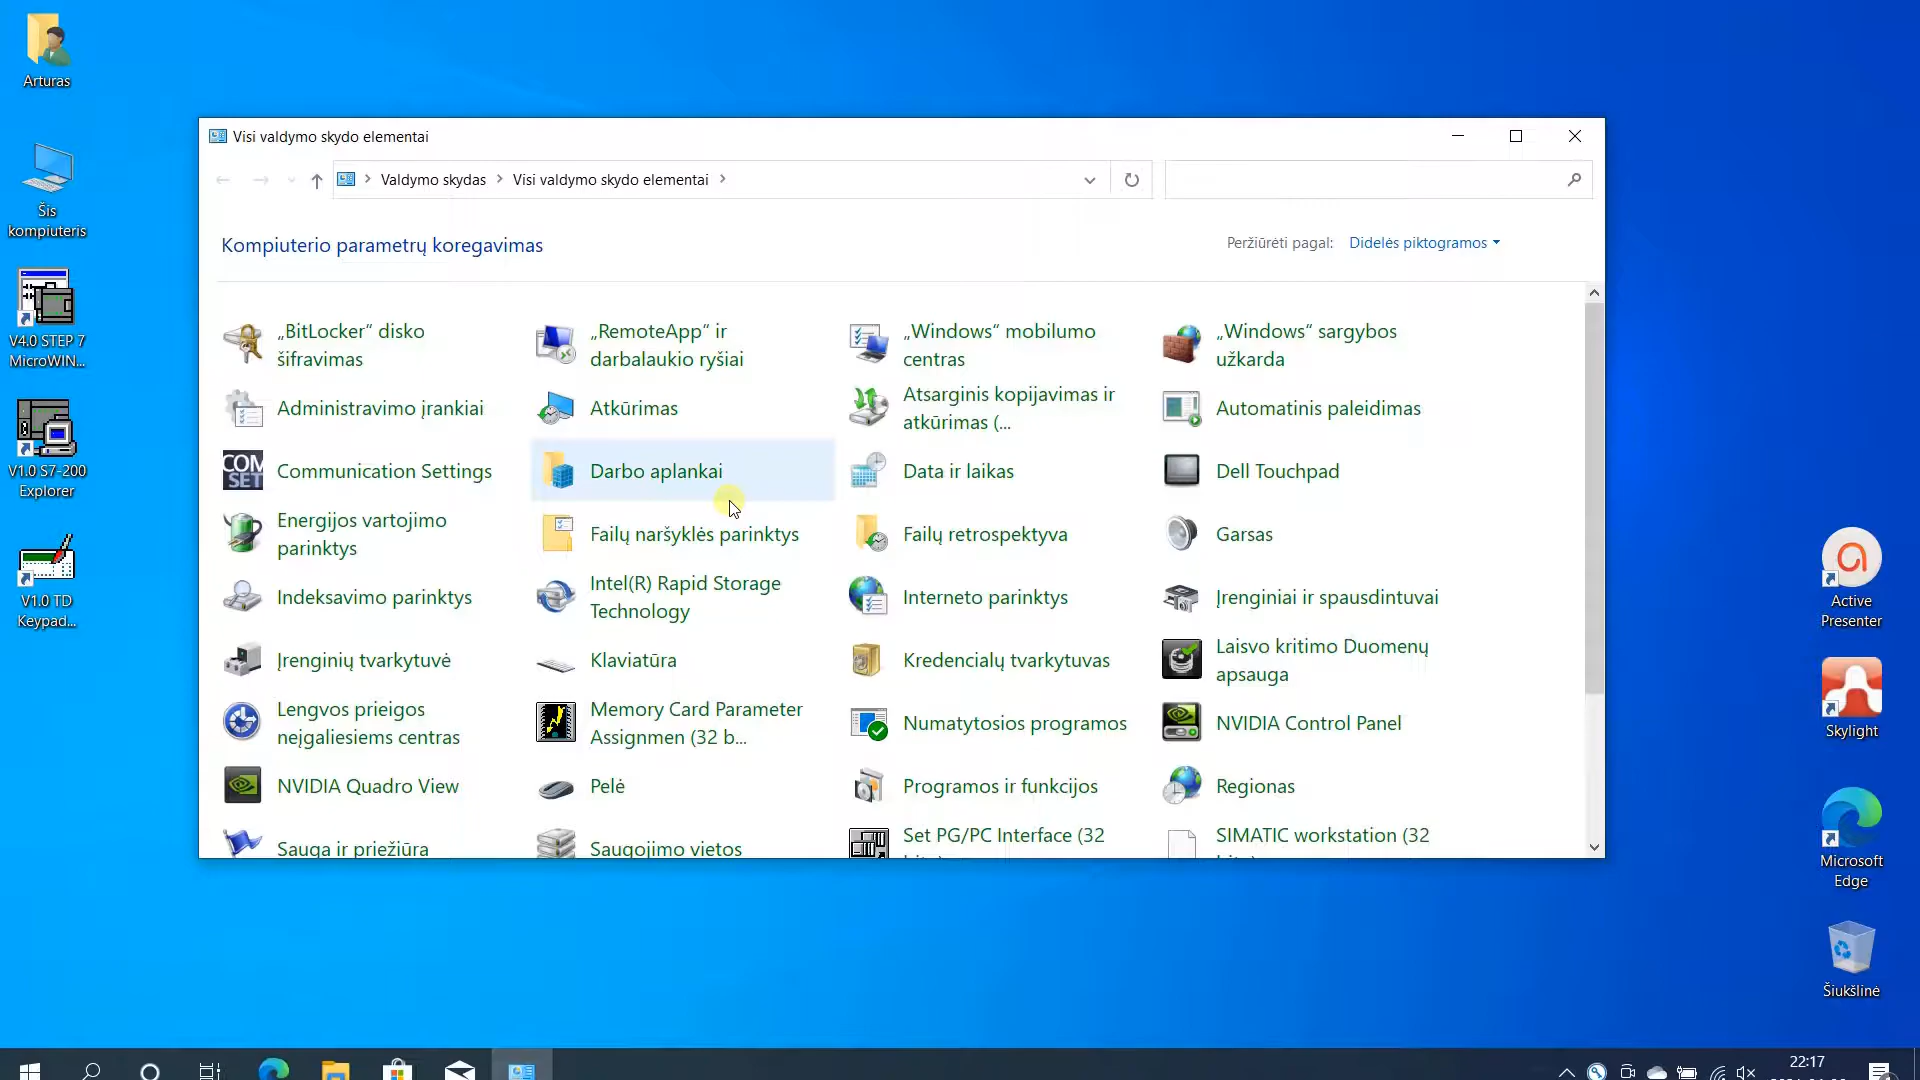 Arturas
Šis
kompiuteris
V4.0 STEP 7
MicroWIN...
V1.0 S7-200
Explorer
V1.0 TD
Keypad...
Visi valdymo skydo elementai
Valdymo skydas
Visi valdymo skydo elementai
Kompiuterio parametrų koregavimas
Peržiūrėti pagal:
Didelės piktogramos
„BitLocker“ disko
šifravimas
„RemoteApp“ ir
darbalaukio ryšiai
„Windows“ mobilumo
centras
„Windows“ sargybos
užkarda
Administravimo įrankiai
Atkūrimas
Atsarginis kopijavimas ir
atkūrimas (...
Automatinis paleidimas
COM
SET
Communication Settings
Darbo aplankai
Data ir laikas
Dell Touchpad
Energijos vartojimo
parinktys
Failų naršyklės parinktys
Failų retrospektyva
Garsas
Indeksavimo parinktys
Intel(R) Rapid Storage
Technology
Interneto parinktys
Įrenginiai ir spausdintuvai
Įrenginių tvarkytuvė
Klaviatūra
Kredencialų tvarkytuvas
Laisvo kritimo Duomenų
apsauga
Lengvos prieigos
neįgaliesiems centras
Memory Card Parameter
Assignmen (32 b...
Numatytosios programos
NVIDIA Control Panel
NVIDIA Quadro View
Pelė
Programos ir funkcijos
Regionas
Sauga ir priežiūra
Saugojimo vietos
Set PG/PC Interface (32
SIMATIC workstation (32
Active
Presenter
Skylight
Microsoft
Edge
Šiukšlinė
22:17